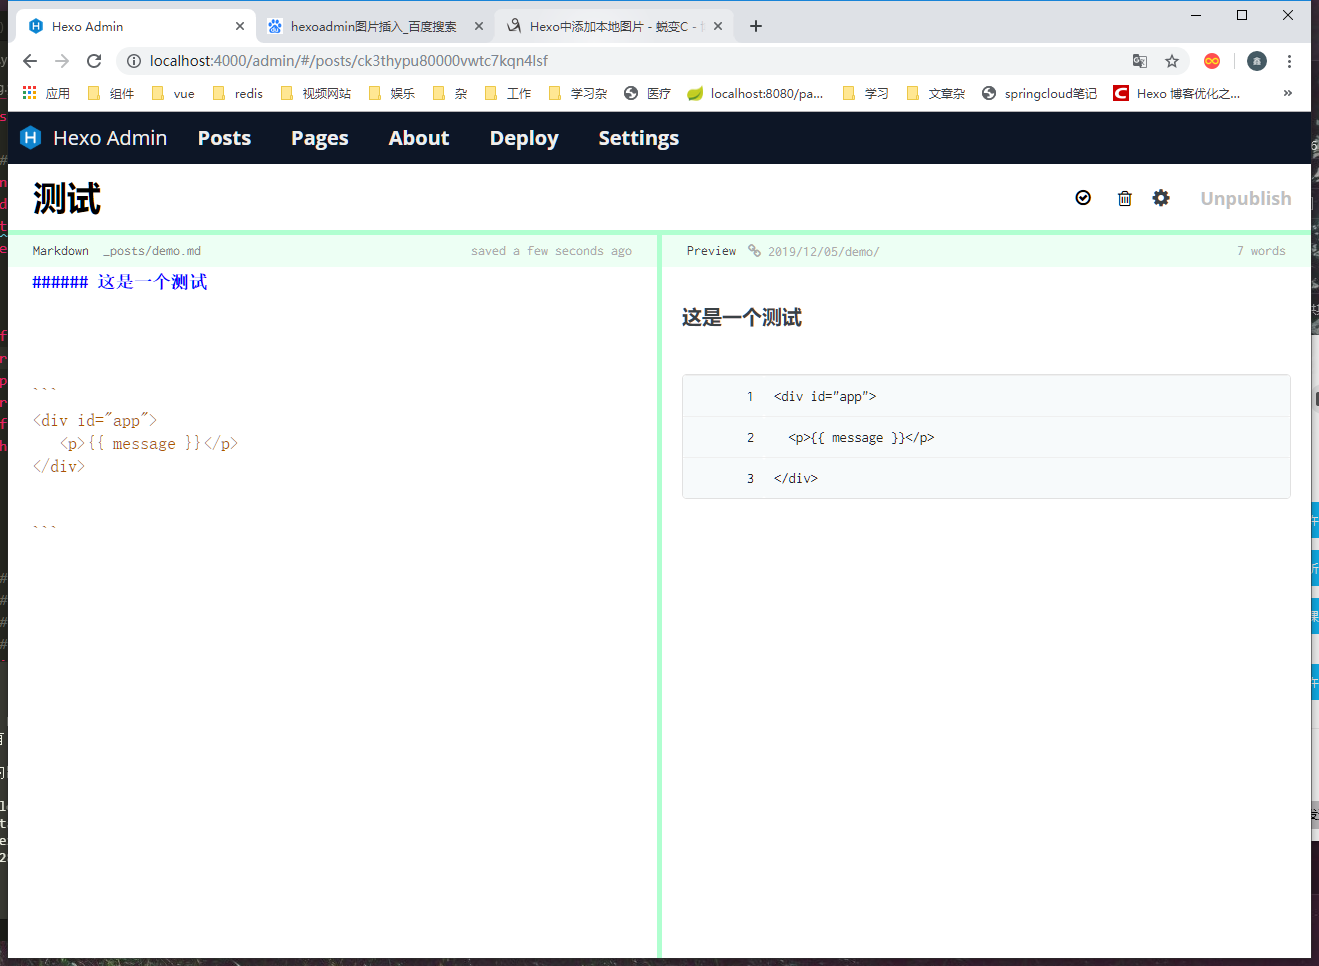 Hexo Admin
hexoadmin图片插入_百度搜索
Hexo中添加本地图片 - 蜕变C -
localhost:4000/admin/#/posts/ck3thypu80000vwtc7kqn4lsf
应用 组件 vue redis 视频网站 娱乐 杂 工作 学习杂 医疗 localhost:8080/pa... 学习 文章杂 springcloud笔记 Hexo 博客优化之... »
Hexo Admin Posts Pages About Deploy Settings
测试
Unpublish
Markdown _posts/demo.md saved a few seconds ago
Preview 2019/12/05/demo/ 7 words
###### 这是一个测试
```
<div id="app">
<p>{{ message }}</p>
</div>
```
这是一个测试
1 <div id="app">
2 <p>{{ message }}</p>
3 </div>